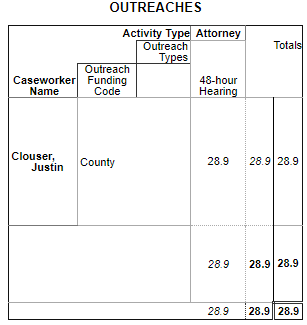 OUTREACHES
Activity Type Attorney
Outreach Types Totals
Caseworker Name Outreach Funding Code 48-hour Hearing
Clouser, Justin County 28.9 28.9 28.9
28.9 28.9 28.9
28.9 28.9 28.9